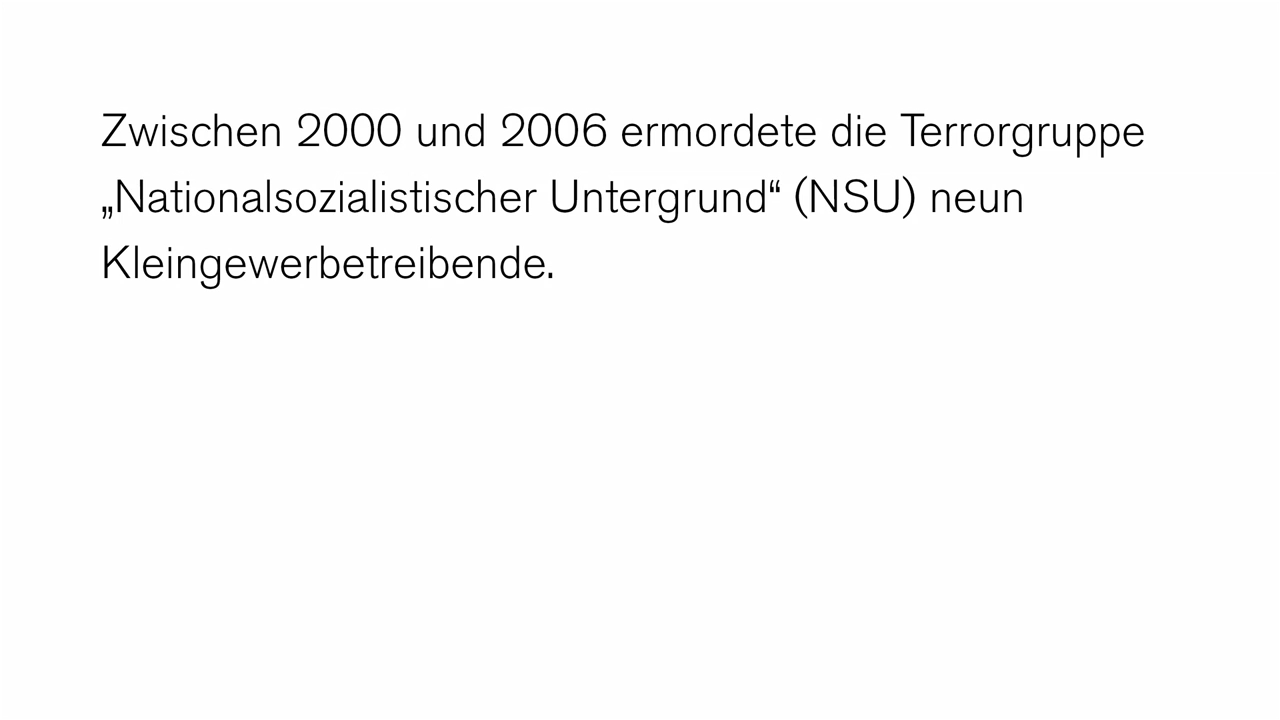 Zwischen 2000 und 2006 ermordete die Terrorgruppe
„Nationalsozialistischer Untergrund“ (NSU) neun
Kleingewerbetreibende.